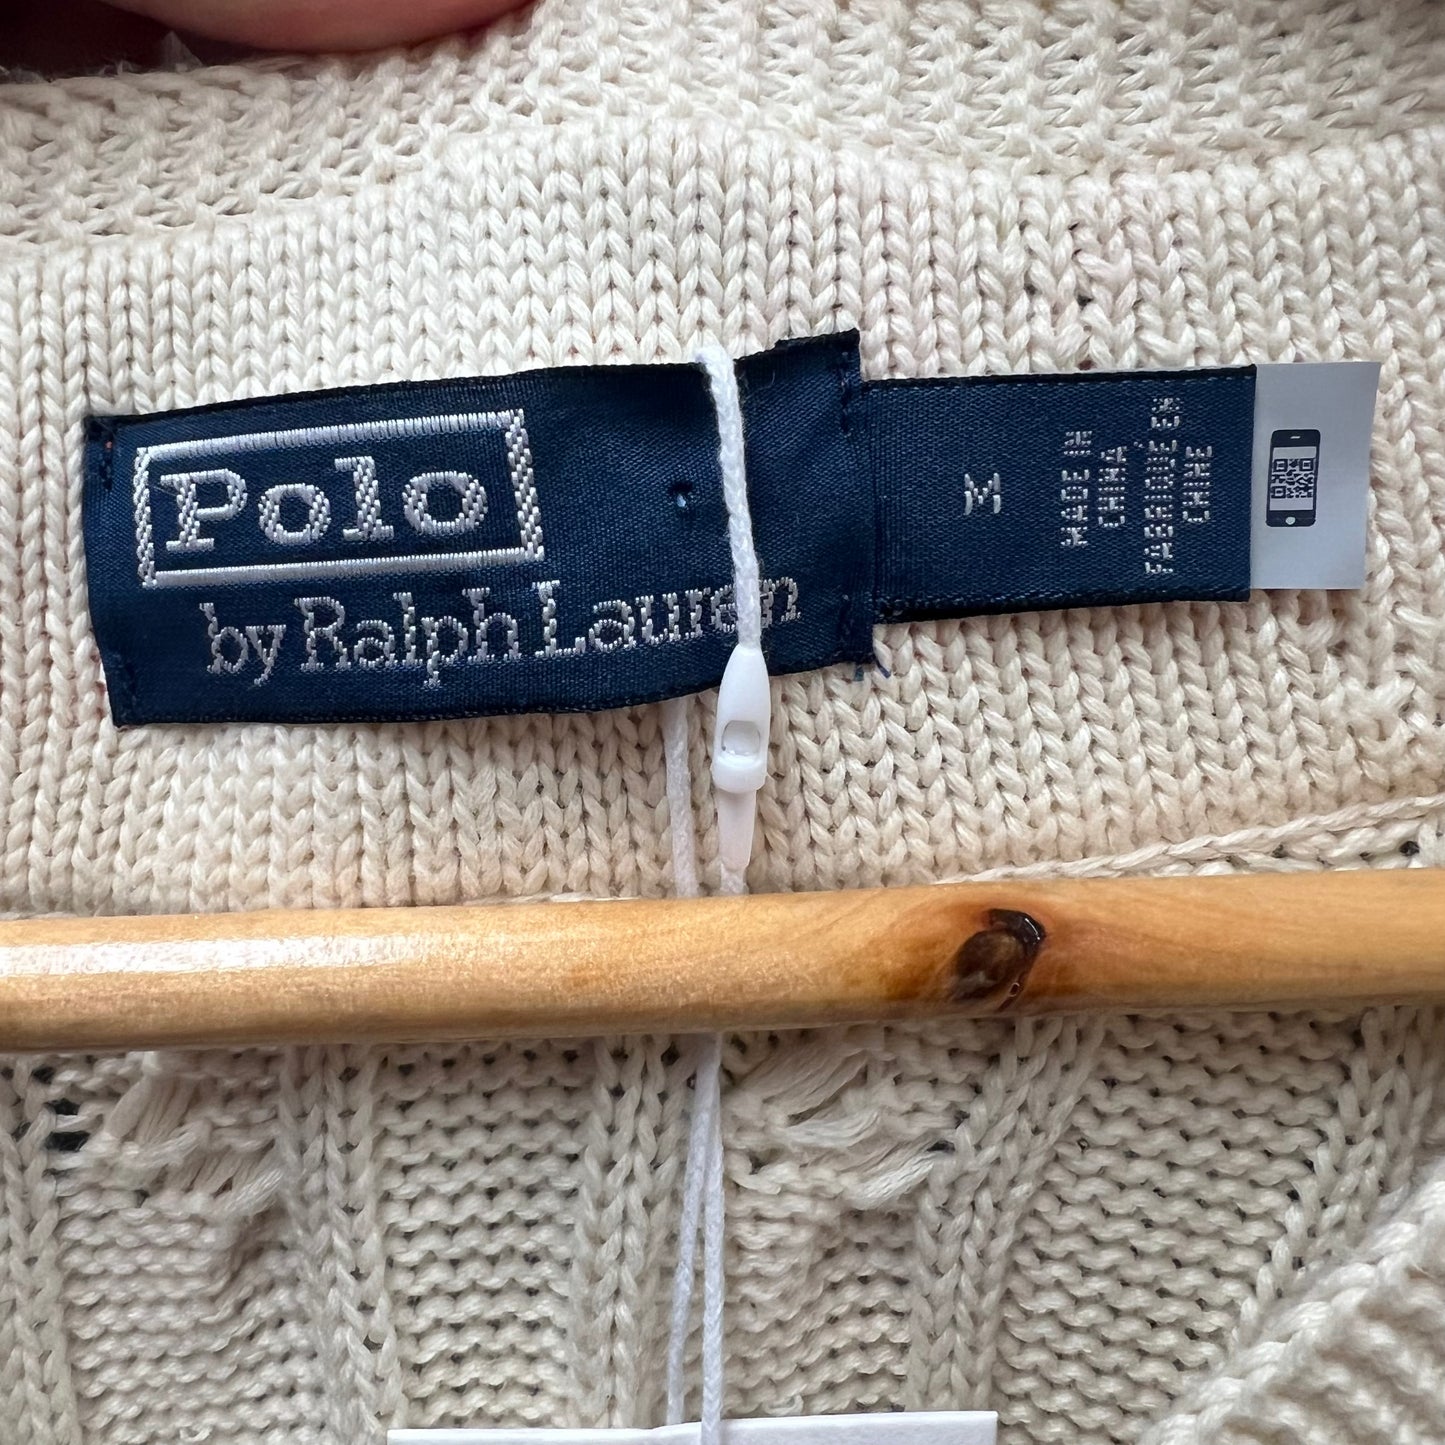 Polo
by Ralph Lauren
M
MADE IN
CHINA
FABRIQUÉ EN
CHINE